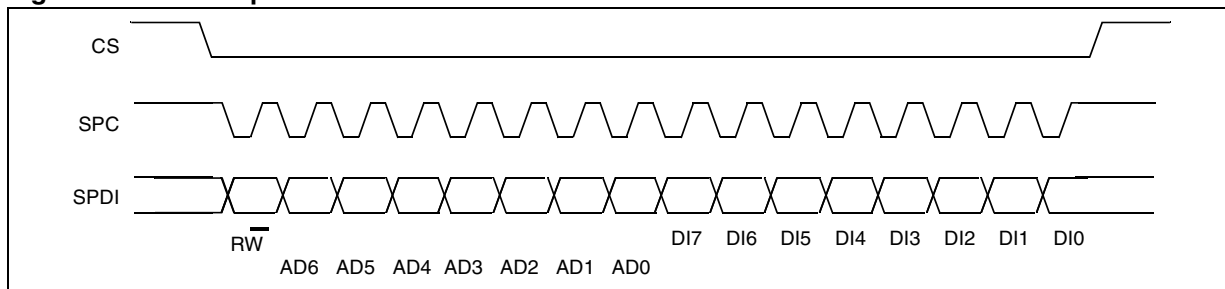 CS
SPC
SPDI
RW DI7 DI6 DI5 DI4 DI3 DI2 DI1 DI0
AD6 AD5 AD4 AD3 AD2 AD1 AD0